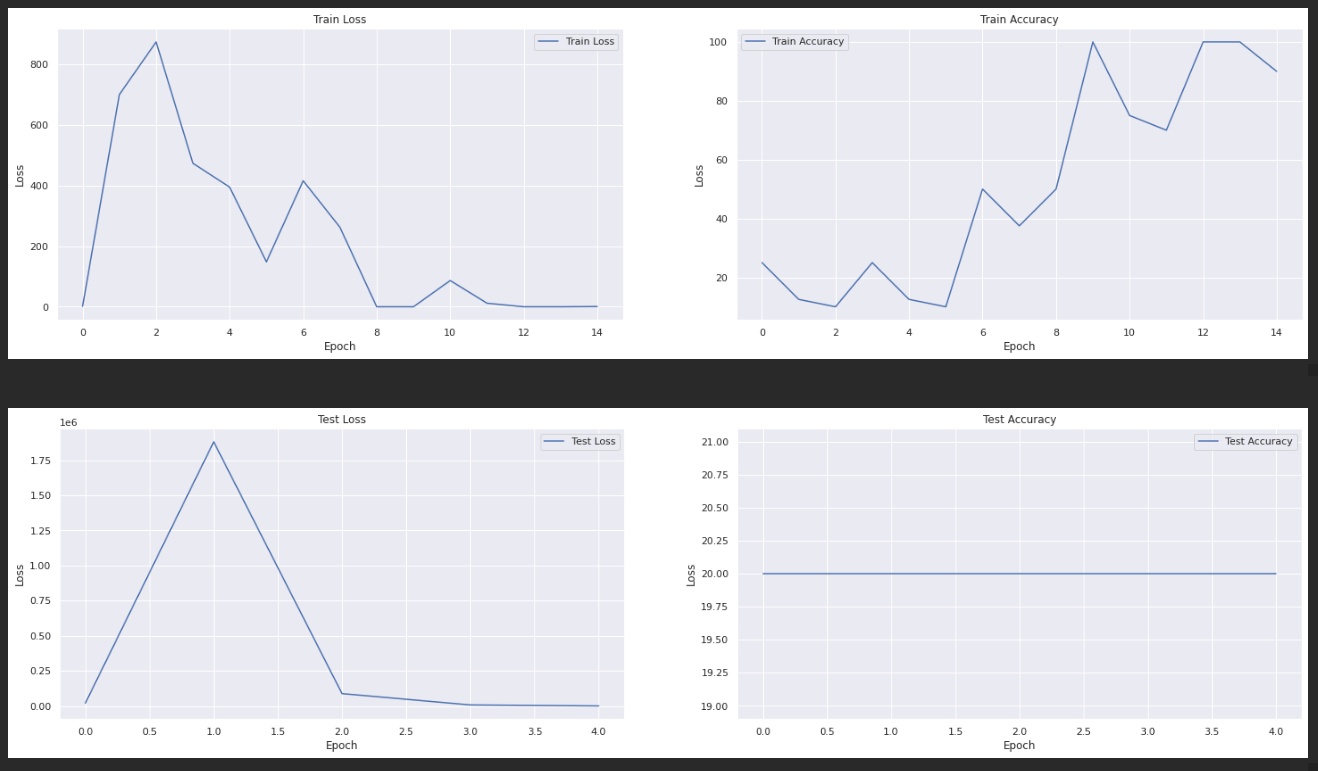 Train Loss
Train Loss
800
600
400
200
0
Loss
0 2 4 6 8 10 12 14
Epoch
Train Accuracy
Train Accuracy
100
80
60
40
20
Loss
0 2 4 6 8 10 12 14
Epoch
Test Loss
1e6
Test Loss
1.75
1.50
1.25
1.00
0.75
0.50
0.25
0.00
Loss
0.0 0.5 1.0 1.5 2.0 2.5 3.0 3.5 4.0
Epoch
Test Accuracy
Test Accuracy
21.00
20.75
20.50
20.25
20.00
19.75
19.50
19.25
19.00
Loss
0.0 0.5 1.0 1.5 2.0 2.5 3.0 3.5 4.0
Epoch